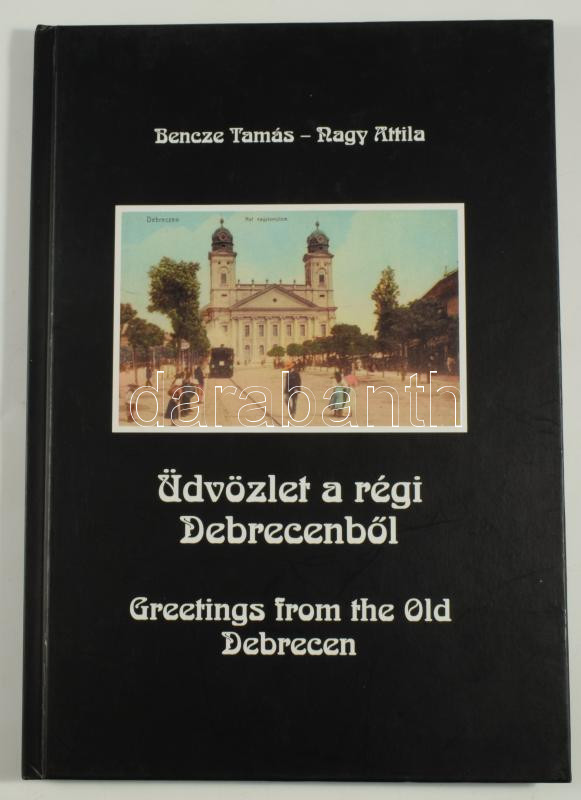 Bencze Tamás – Nagy Attila
Debreczen Ref. nagytemplom
darabanth
Üdvözlet a régi
Debrecenből
Greetings from the Old
Debrecen